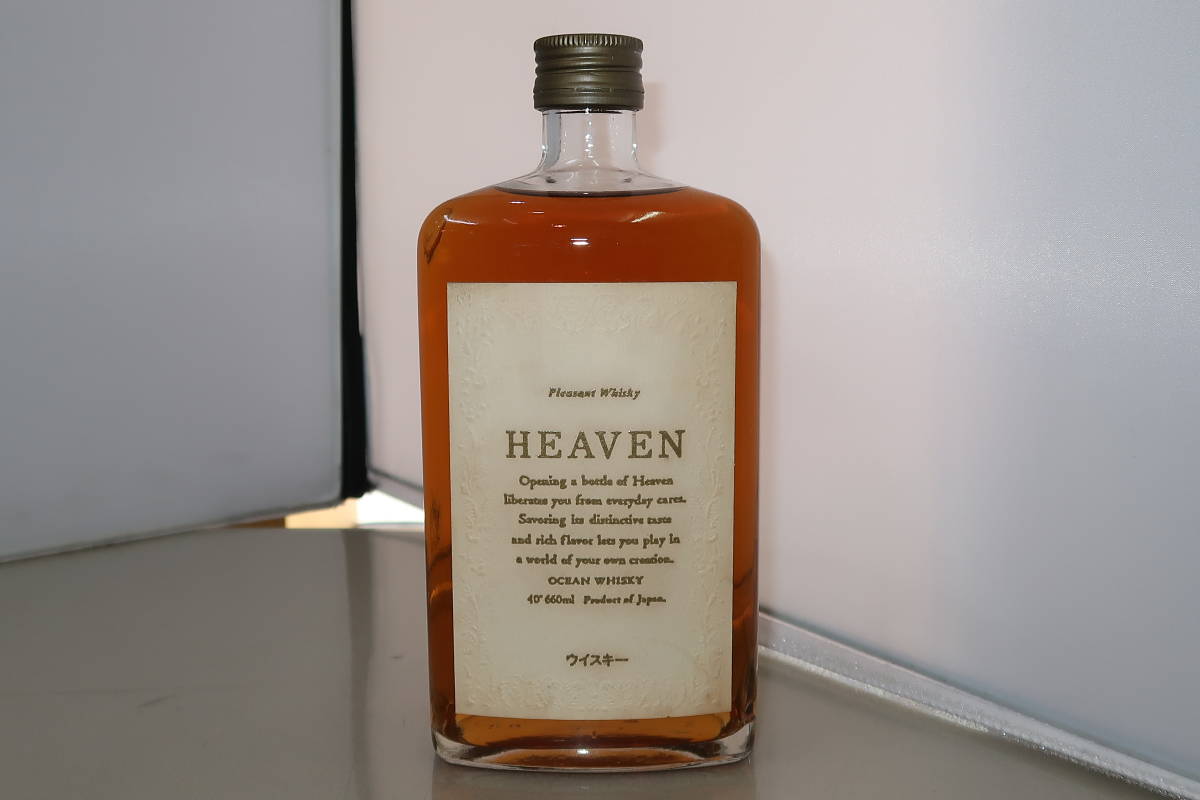 Pleasant Whisky
HEAVEN
Opening a bottle of Heaven
liberates you from everyday cares.
Savoring its distinctive taste
and rich flavor lets you play in
a world of your own creation.
OCEAN WHISKY
40° 660ml Product of Japan.
ウイスキー